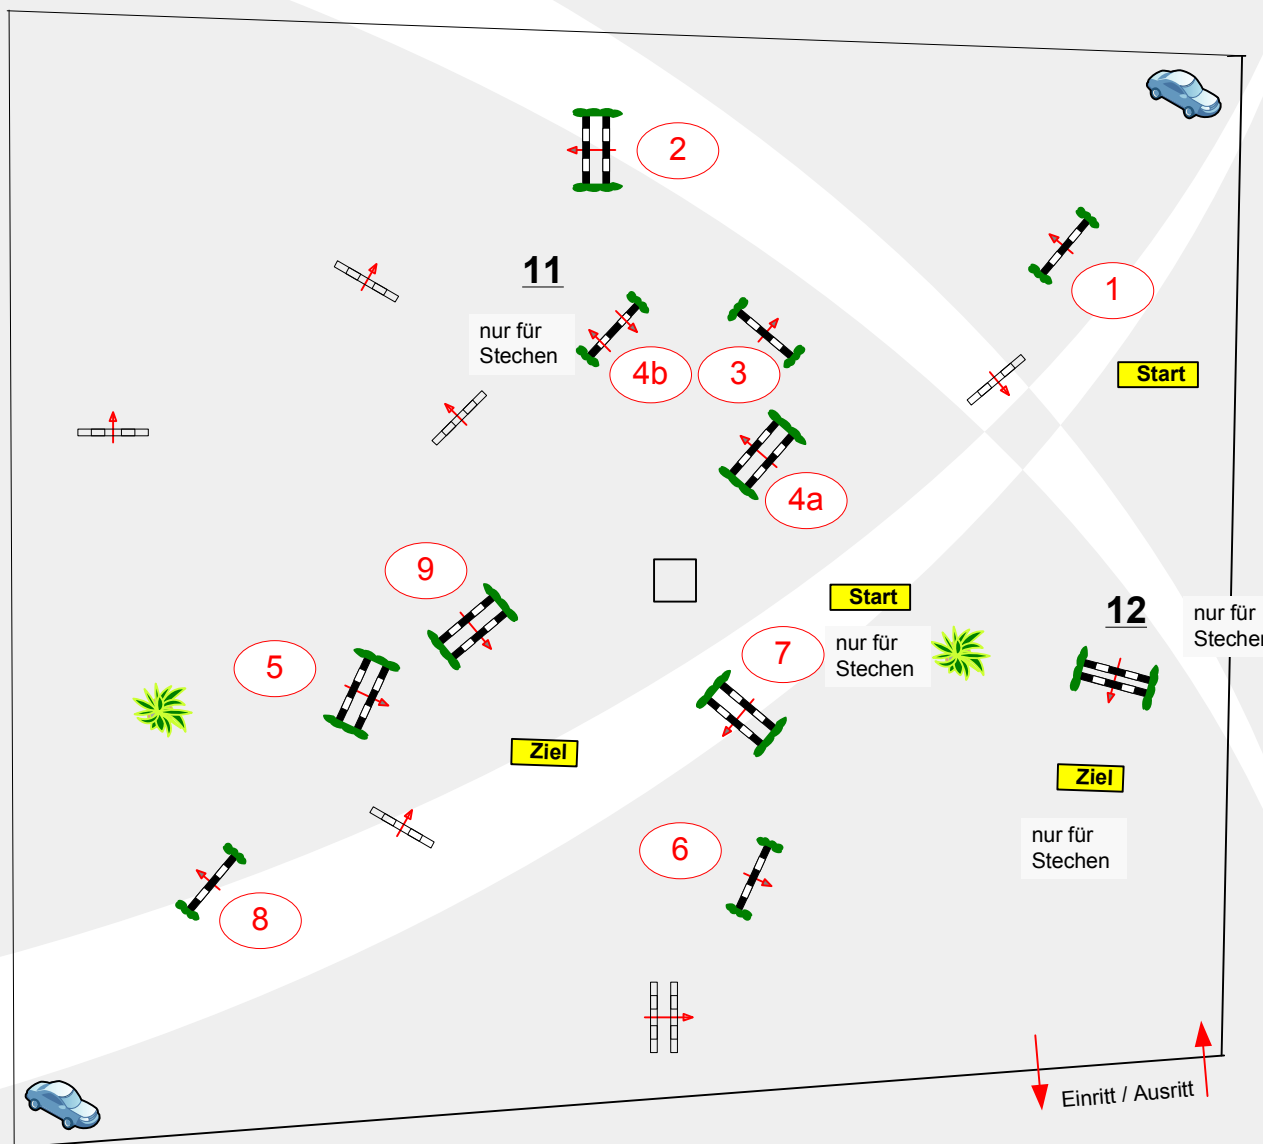 2
11
1
nur für
Stechen
4b
3
Start
4a
9
Start
12
nur für
Stechen
5
7
nur für
Stechen
Ziel
Ziel
6
nur für
Stechen
8
Einritt / Ausritt